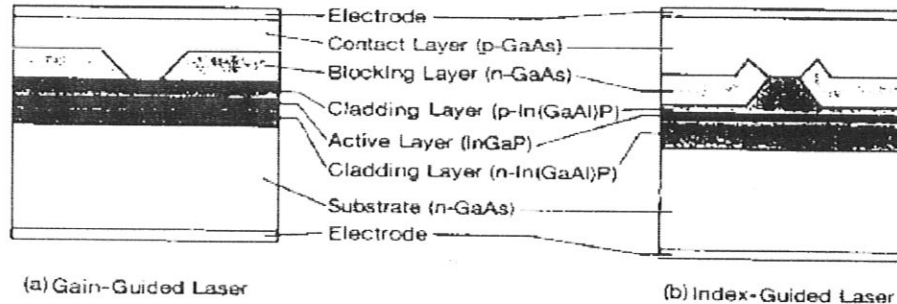 Electrode
Contact Layer (p-GaAs)
Blocking Layer (n-GaAs)
Cladding Layer (p-In(GaAl)P)
Active Layer (InGaP)
Cladding Layer (n-In(GaAl)P)
Substrate (n-GaAs)
Electrode
(a) Gain-Guided Laser
(b) Index-Guided Laser